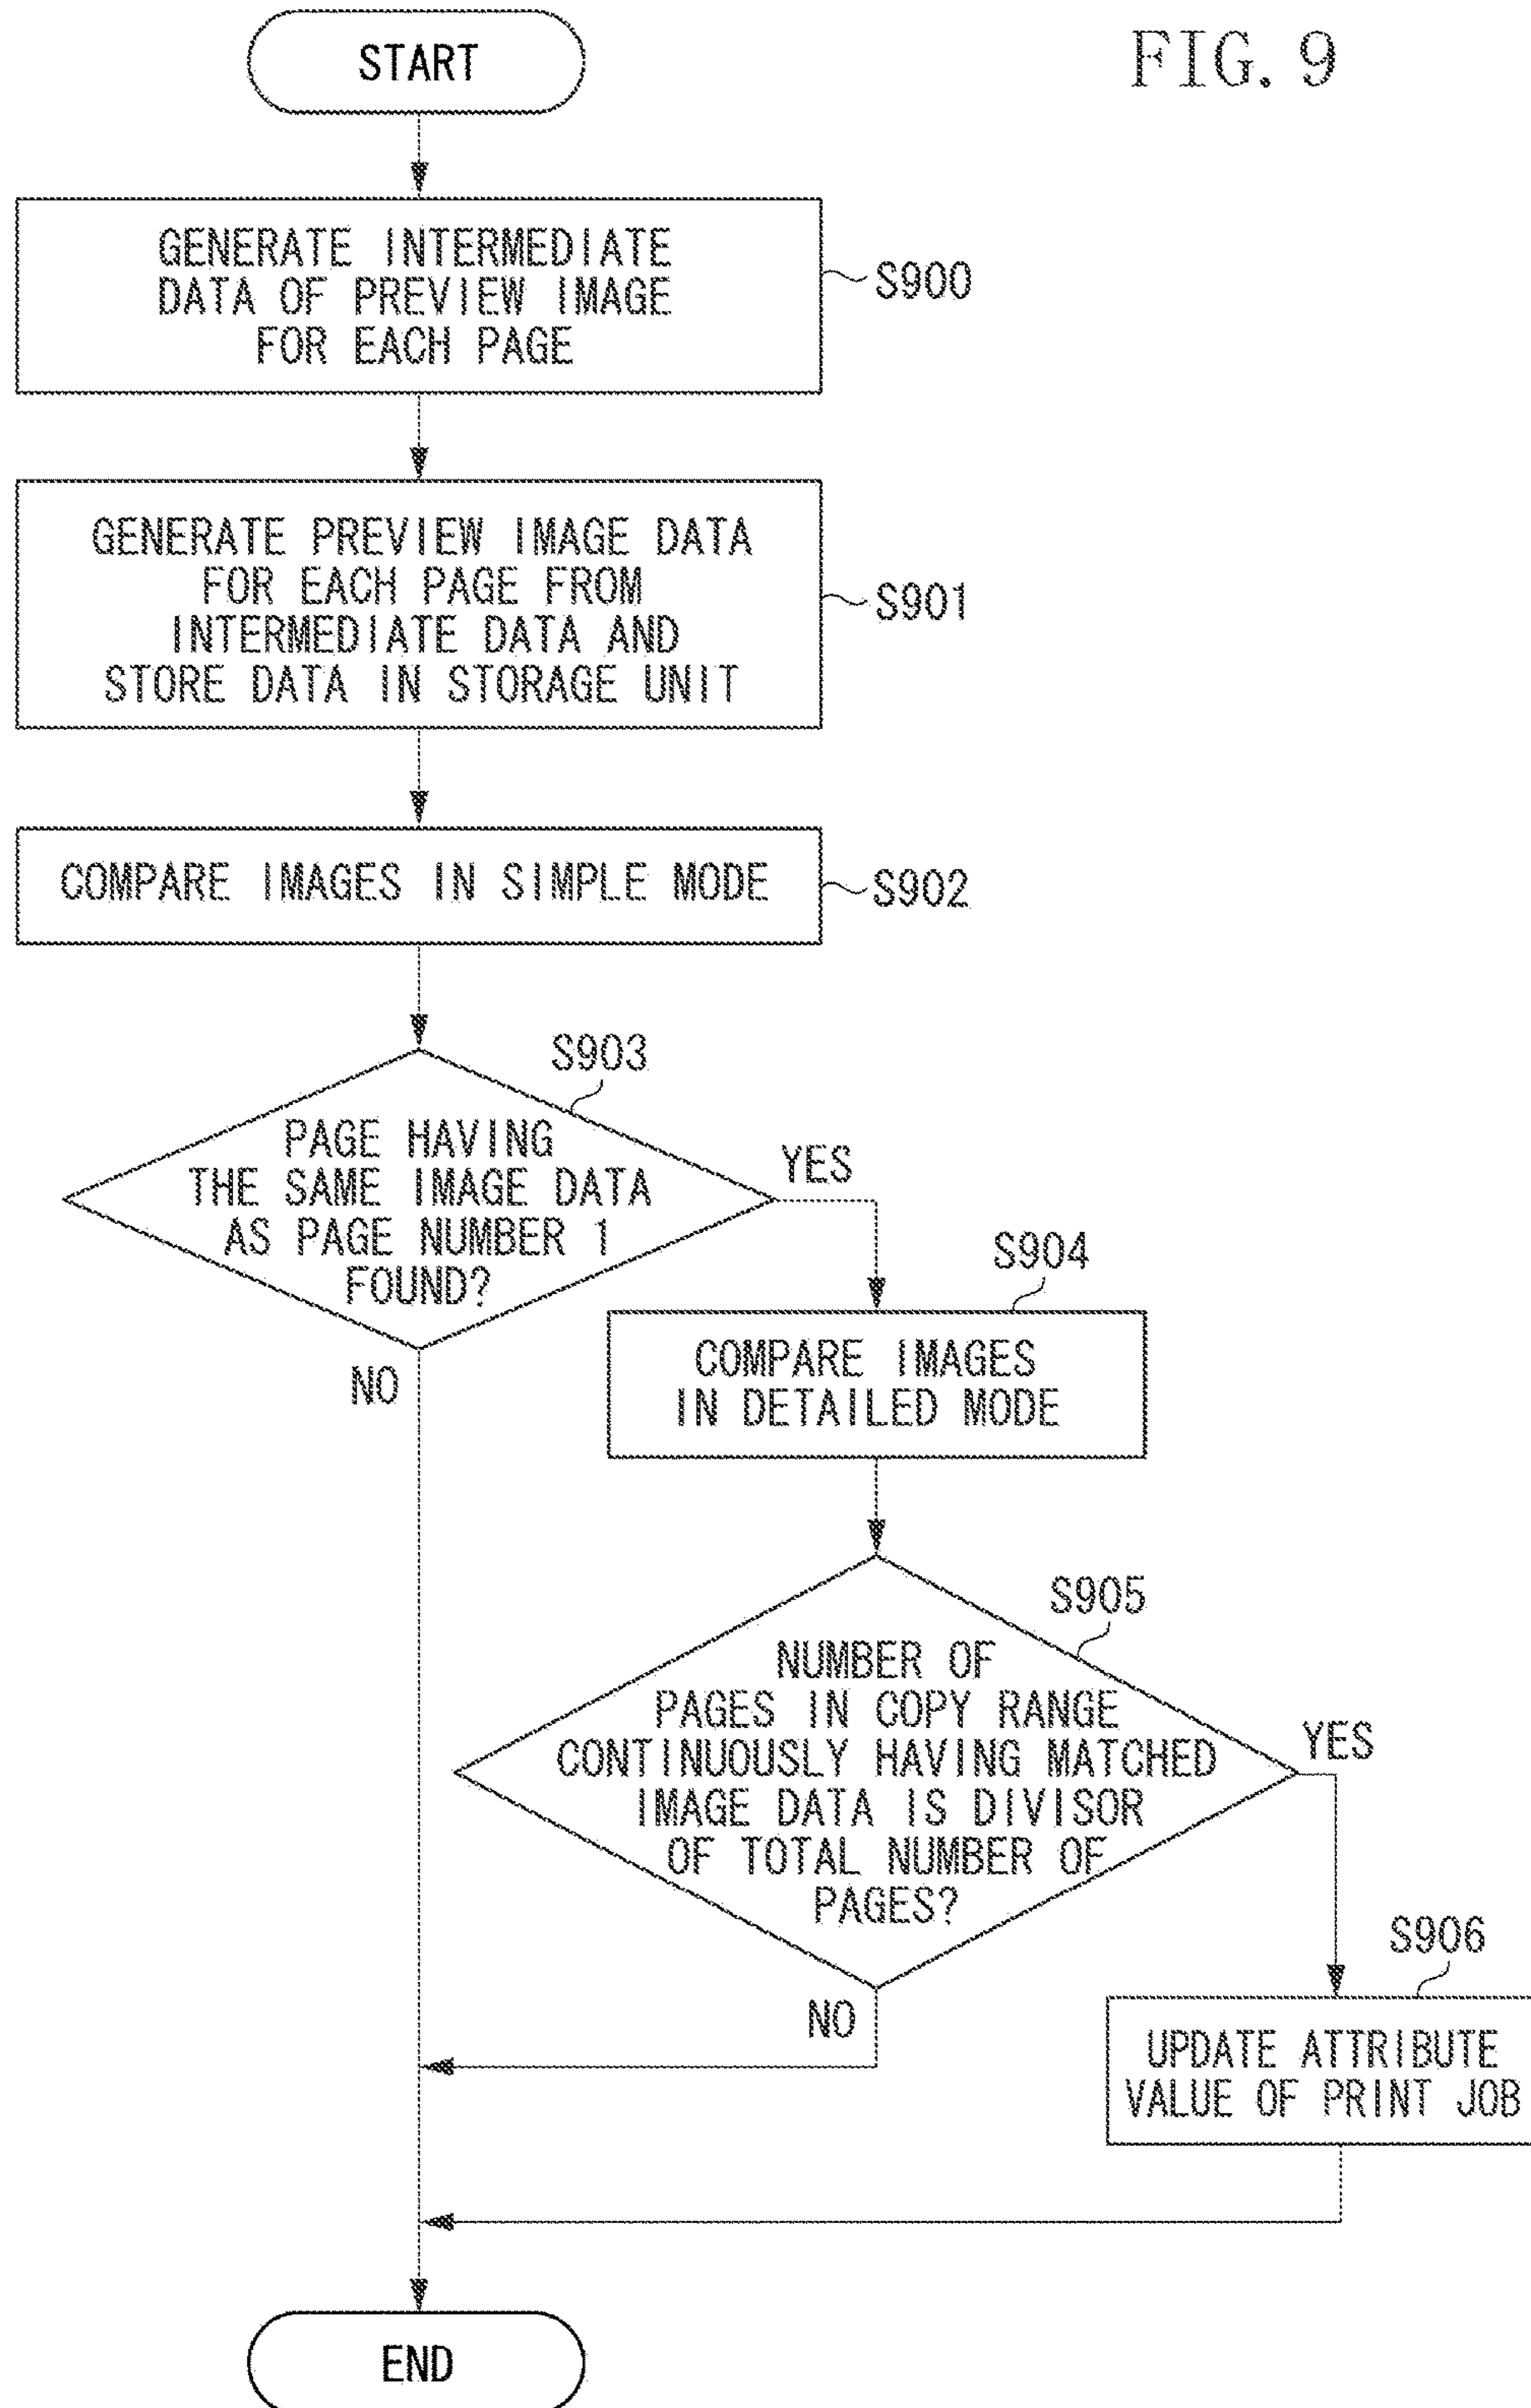 FIG. 9
START
GENERATE INTERMEDIATE
DATA OF PREVIEW IMAGE
FOR EACH PAGE
S900
GENERATE PREVIEW IMAGE DATA
FOR EACH PAGE FROM
INTERMEDIATE DATA AND
STORE DATA IN STORAGE UNIT
S901
COMPARE IMAGES IN SIMPLE MODE
S902
S903
PAGE HAVING
THE SAME IMAGE DATA
AS PAGE NUMBER 1
FOUND?
YES
NO
S904
COMPARE IMAGES
IN DETAILED MODE
S905
NUMBER OF
PAGES IN COPY RANGE
CONTINUOUSLY HAVING MATCHED
IMAGE DATA IS DIVISOR
OF TOTAL NUMBER OF
PAGES?
YES
NO
S906
UPDATE ATTRIBUTE
VALUE OF PRINT JOB
END